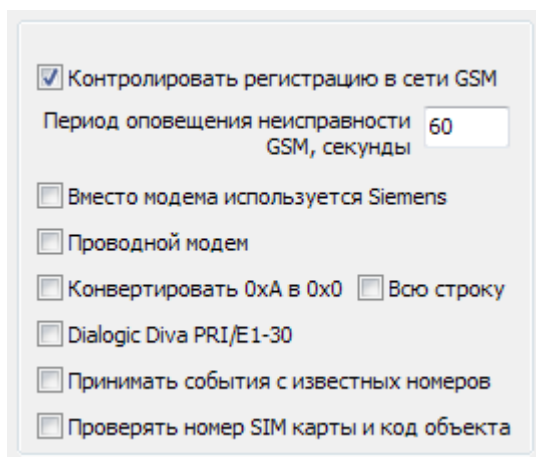 Контролировать регистрацию в сети GSM
Период оповещения неисправности 60
GSM, секунды
Вместо модема используется Siemens
Проводной модем
Конвертировать 0xA в 0x0 Всю строку
Dialogic Diva PRI/E1-30
Принимать события с известных номеров
Проверять номер SIM карты и код объекта